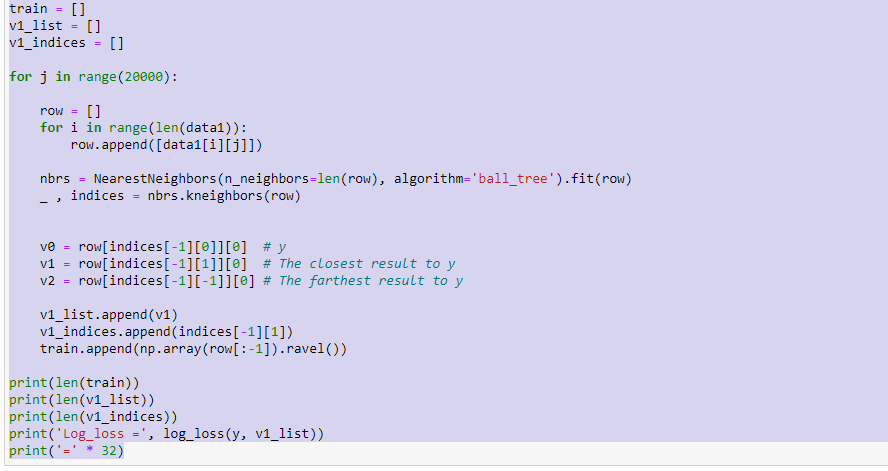 train = []
v1_list = []
v1_indices = []
for j in range(20000):
    row = []
    for i in range(len(data1)):
        row.append([data1[i][j]])
    nbrs = NearestNeighbors(n_neighbors=len(row), algorithm='ball_tree').fit(row)
    _ , indices = nbrs.kneighbors(row)
    v0 = row[indices[-1][0]][0]  # y
    v1 = row[indices[-1][1]][0]  # The closest result to y
    v2 = row[indices[-1][-1]][0] # The farthest result to y
    v1_list.append(v1)
    v1_indices.append(indices[-1][1])
    train.append(np.array(row[:-1]).ravel())
print(len(train))
print(len(v1_list))
print(len(v1_indices))
print('Log_loss =', log_loss(y, v1_list))
print('=' * 32)